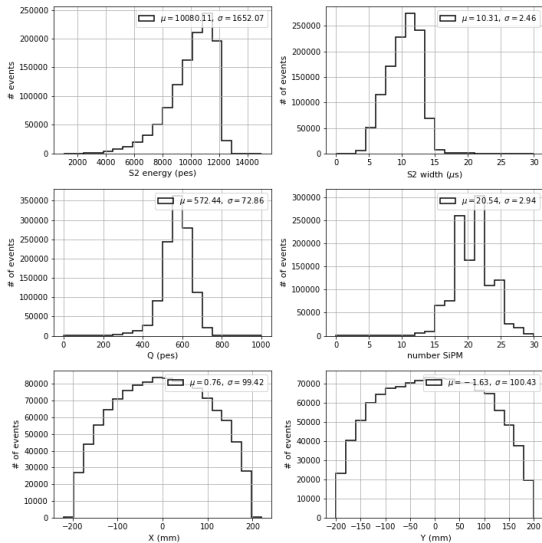 μ = 10080.11, σ = 1652.07
# events
250000
200000
150000
100000
50000
0
2000 4000 6000 8000 10000 12000 14000
S2 energy (pes)
μ = 10.31, σ = 2.46
# of events
250000
200000
150000
100000
50000
0
0 5 10 15 20 25 30
S2 width (μs)
μ = 572.44, σ = 72.86
# of events
350000
300000
250000
200000
150000
100000
50000
0
0 200 400 600 800 1000
Q (pes)
μ = 20.54, σ = 2.94
# of events
300000
250000
200000
150000
100000
50000
0
0 5 10 15 20 25 30
number SiPM
μ = 0.76, σ = 99.42
# of events
80000
70000
60000
50000
40000
30000
20000
10000
0
−200 −100 0 100 200
X (mm)
μ = −1.63, σ = 100.43
# of events
70000
60000
50000
40000
30000
20000
10000
0
−200 −150 −100 −50 0 50 100 150 200
Y (mm)